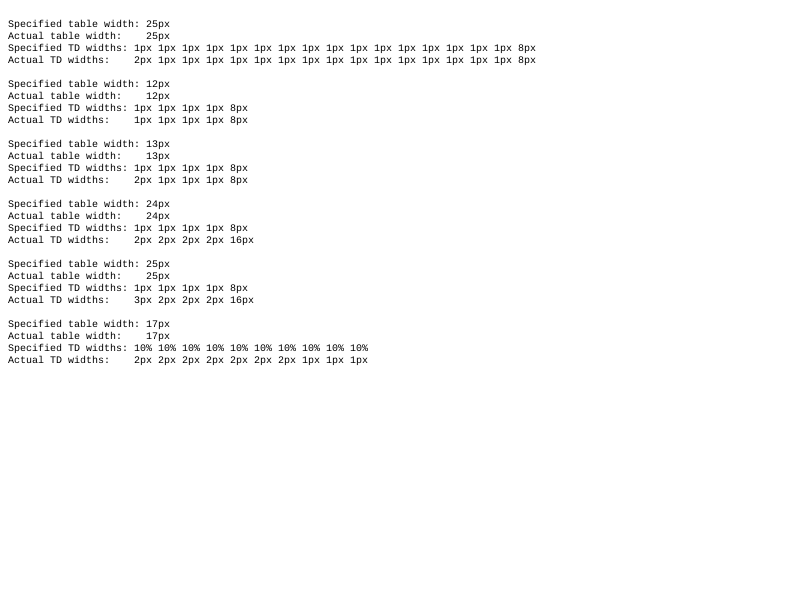 Specified table width: 25px
Actual table width:    25px
Specified TD widths: 1px 1px 1px 1px 1px 1px 1px 1px 1px 1px 1px 1px 1px 1px 1px 1px 8px
Actual TD widths:    2px 1px 1px 1px 1px 1px 1px 1px 1px 1px 1px 1px 1px 1px 1px 1px 8px
Specified table width: 12px
Actual table width:    12px
Specified TD widths: 1px 1px 1px 1px 8px
Actual TD widths:    1px 1px 1px 1px 8px
Specified table width: 13px
Actual table width:    13px
Specified TD widths: 1px 1px 1px 1px 8px
Actual TD widths:    2px 1px 1px 1px 8px
Specified table width: 24px
Actual table width:    24px
Specified TD widths: 1px 1px 1px 1px 8px
Actual TD widths:    2px 2px 2px 2px 16px
Specified table width: 25px
Actual table width:    25px
Specified TD widths: 1px 1px 1px 1px 8px
Actual TD widths:    3px 2px 2px 2px 16px
Specified table width: 17px
Actual table width:    17px
Specified TD widths: 10% 10% 10% 10% 10% 10% 10% 10% 10% 10%
Actual TD widths:    2px 2px 2px 2px 2px 2px 2px 1px 1px 1px